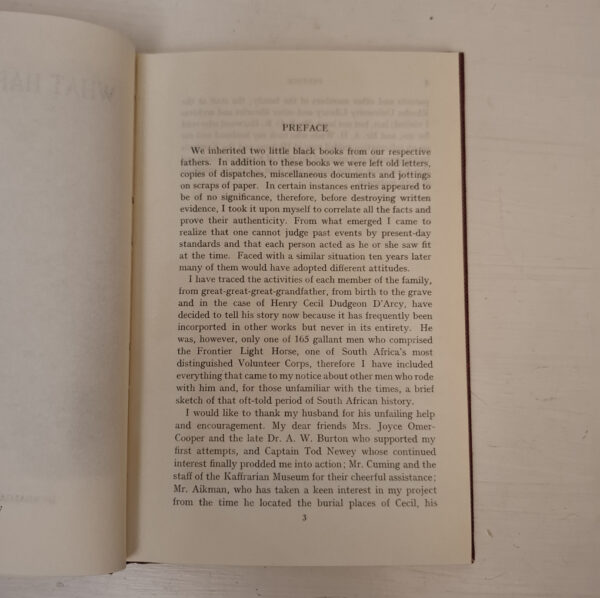 WHAT HA
PREFACE
We inherited two little black books from our respective
fathers. In addition to these books we were left old letters,
copies of dispatches, miscellaneous documents and jottings
on scraps of paper. In certain instances entries appeared to
be of no significance, therefore, before destroying written
evidence, I took it upon myself to correlate all the facts and
prove their authenticity. From what emerged I came to
realize that one cannot judge past events by present-day
standards and that each person acted as he or she saw fit
at the time. Faced with a similar situation ten years later
many of them would have adopted different attitudes.
I have traced the activities of each member of the family,
from great-great-great-grandfather, from birth to the grave
and in the case of Henry Cecil Dudgeon D'Arcy, have
decided to tell his story now because it has frequently been
incorported in other works but never in its entirety. He
was, however, only one of 165 gallant men who comprised
the Frontier Light Horse, one of South Africa's most
distinguished Volunteer Corps, therefore I have included
everything that came to my notice about other men who rode
with him and, for those unfamiliar with the times, a brief
sketch of that oft-told period of South African history.
I would like to thank my husband for his unfailing help
and encouragement. My dear friends Mrs. Joyce Omer-
Cooper and the late Dr. A. W. Burton who supported my
first attempts, and Captain Tod Newey whose continued
interest finally prodded me into action; Mr. Cuming and the
staff of the Kaffrarian Museum for their cheerful assistance;
Mr. Aikman, who has taken a keen interest in my project
from the time he located the burial places of Cecil, his
3